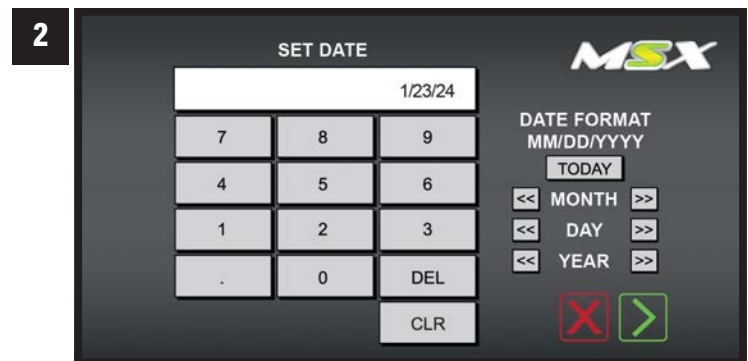 2
SET DATE
MSX
1/23/24
7 8 9
4 5 6
1 2 3
. 0 DEL
CLR
DATE FORMAT
MM/DD/YYYY
TODAY
<< MONTH >>
<< DAY >>
<< YEAR >>
X >